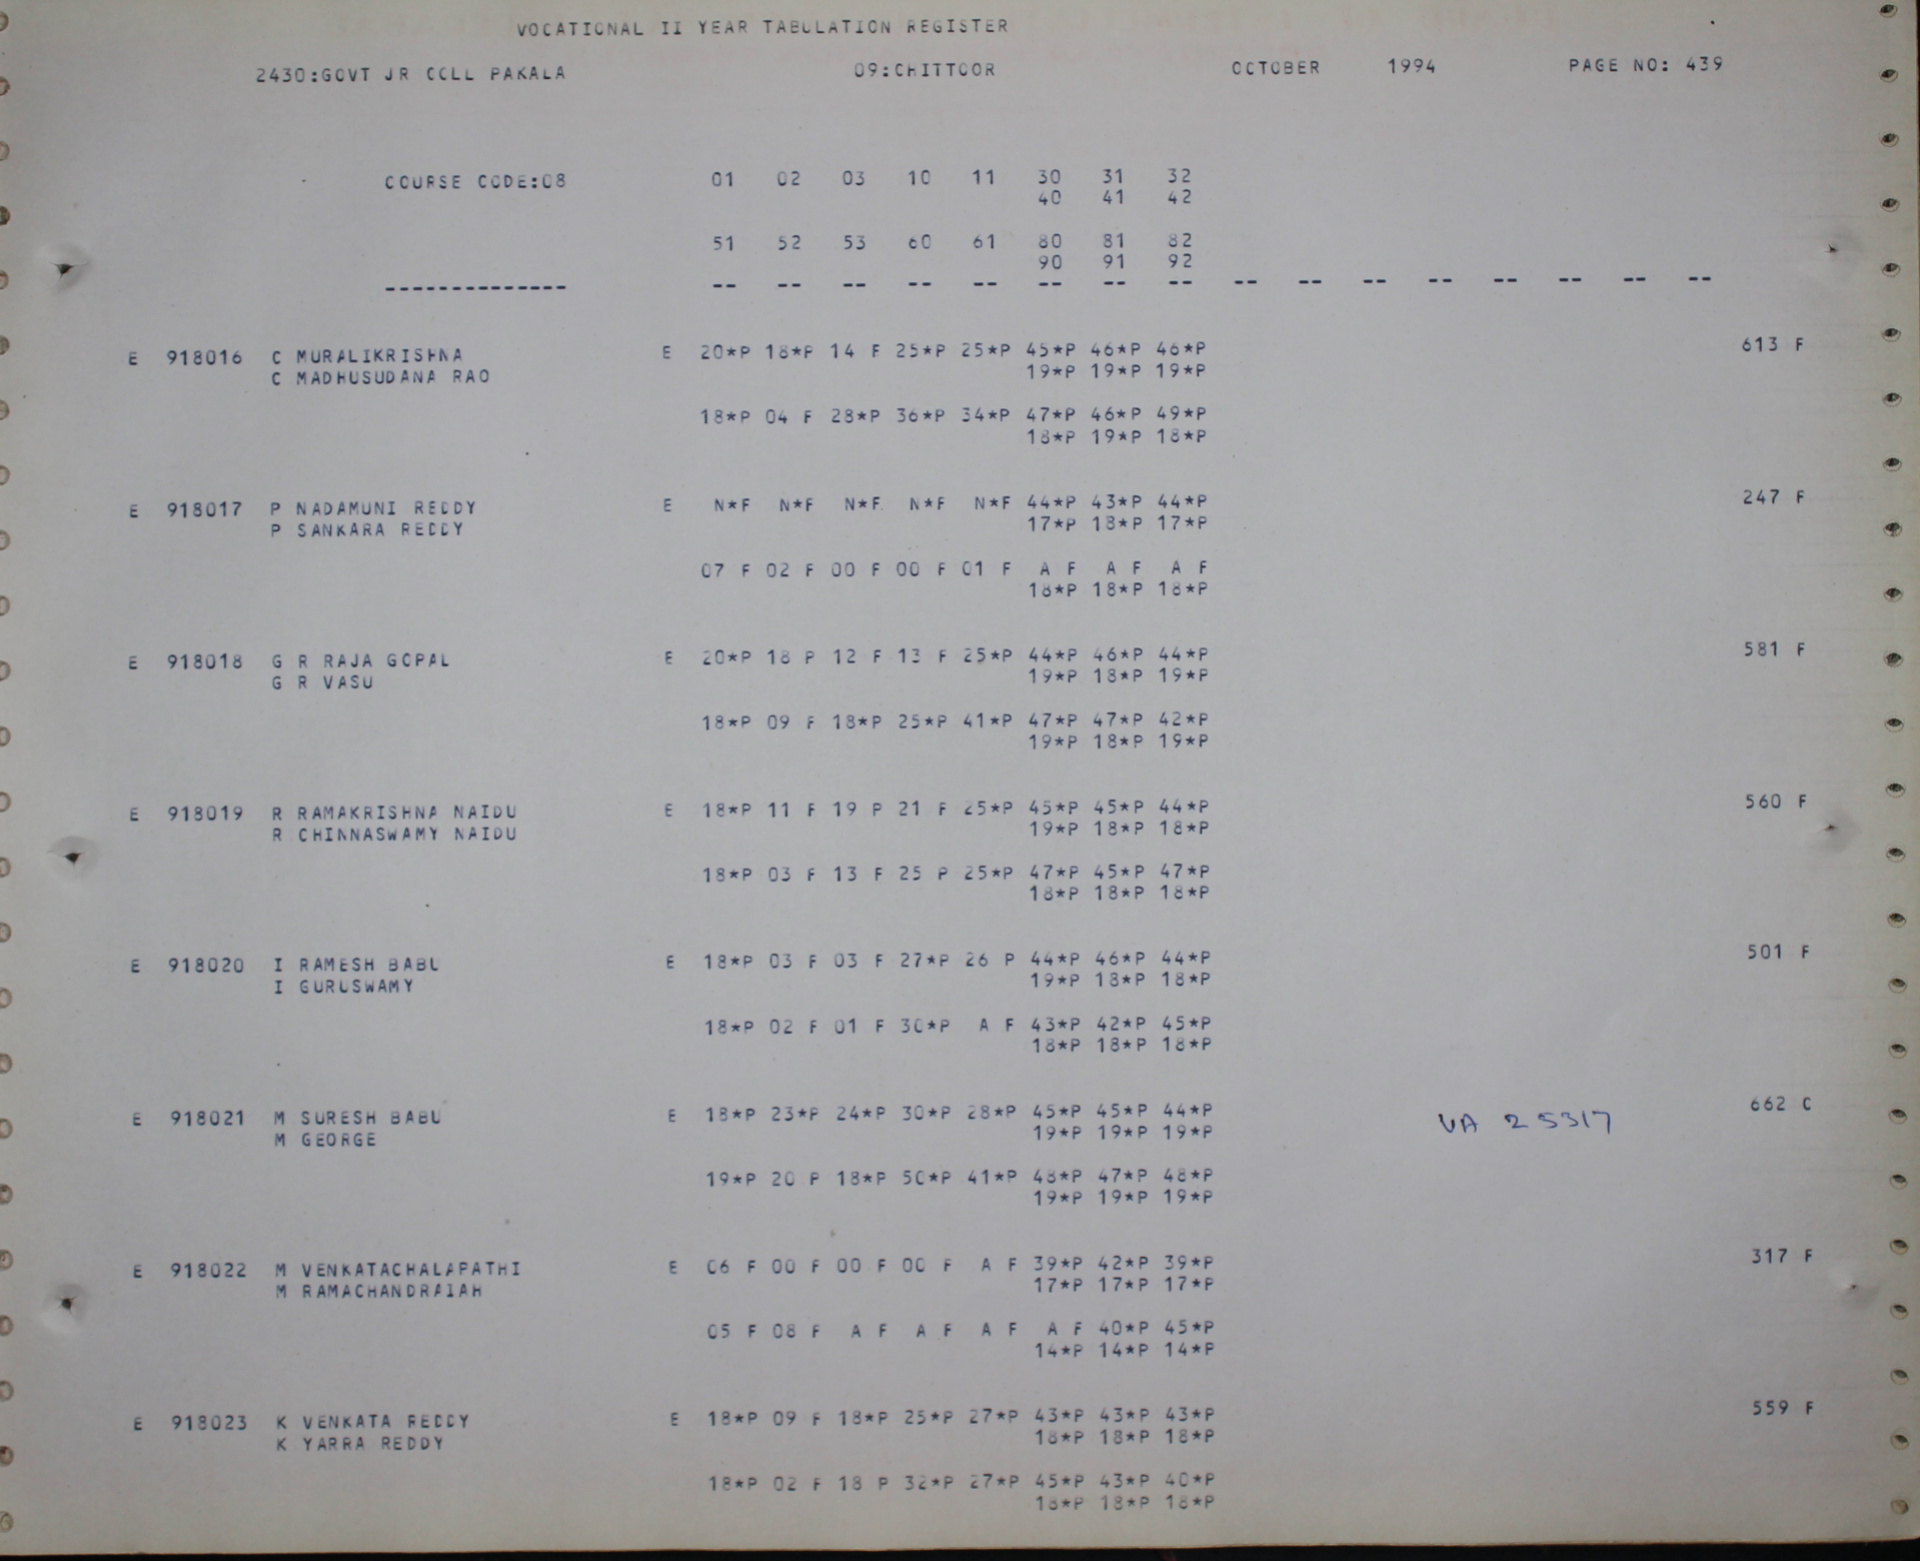 VOCATIONAL II YEAR TABULATION REGISTER
2430:GOVT JR COLL PAKALA 09:CHITTOOR OCTOBER 1994 PAGE NO: 439
COURSE CODE:08 01 02 03 10 11 30 31 32
40 41 42
51 52 53 60 61 80 81 82
90 91 92
-------------- -- -- -- -- -- -- -- -- -- -- -- -- -- -- -- --
E 918016 C MURALIKRISHNA E 20*P 18*P 14 F 25*P 25*P 45*P 46*P 46*P 613 F
C MADHUSUDANA RAO 19*P 19*P 19*P
18*P 04 F 28*P 36*P 34*P 47*P 46*P 49*P
18*P 19*P 18*P
E 918017 P NADAMUNI REDDY E N*F N*F N*F N*F N*F 44*P 43*P 44*P 247 F
P SANKARA REDDY 17*P 18*P 17*P
07 F 02 F 00 F 00 F 01 F A F A F A F
18*P 18*P 18*P
E 918018 G R RAJA GOPAL E 20*P 18 P 12 F 13 F 25*P 44*P 46*P 44*P 581 F
G R VASU 19*P 18*P 19*P
18*P 09 F 18*P 25*P 41*P 47*P 47*P 42*P
19*P 18*P 19*P
E 918019 R RAMAKRISHNA NAIDU E 18*P 11 F 19 P 21 F 25*P 45*P 45*P 44*P 560 F
R CHINNASWAMY NAIDU 19*P 18*P 18*P
18*P 03 F 13 F 25 P 25*P 47*P 45*P 47*P
18*P 18*P 18*P
E 918020 I RAMESH BABU E 18*P 03 F 03 F 27*P 26 P 44*P 46*P 44*P 501 F
I GURUSWAMY 19*P 18*P 18*P
18*P 02 F 01 F 30*P A F 43*P 42*P 45*P
18*P 18*P 18*P
E 918021 M SURESH BABU E 18*P 23*P 24*P 30*P 28*P 45*P 45*P 44*P VA 25317 662 C
M GEORGE 19*P 19*P 19*P
19*P 20 P 18*P 50*P 41*P 48*P 47*P 48*P
19*P 19*P 19*P
E 918022 M VENKATACHALAPATHI E 06 F 00 F 00 F 00 F A F 39*P 42*P 39*P 317 F
M RAMACHANDRAIAH 17*P 17*P 17*P
05 F 08 F A F A F A F A F 40*P 45*P
14*P 14*P 14*P
E 918023 K VENKATA REDDY E 18*P 09 F 18*P 25*P 27*P 43*P 43*P 43*P 559 F
K YARRA REDDY 18*P 18*P 18*P
18*P 02 F 18 P 32*P 27*P 45*P 43*P 40*P
18*P 18*P 18*P